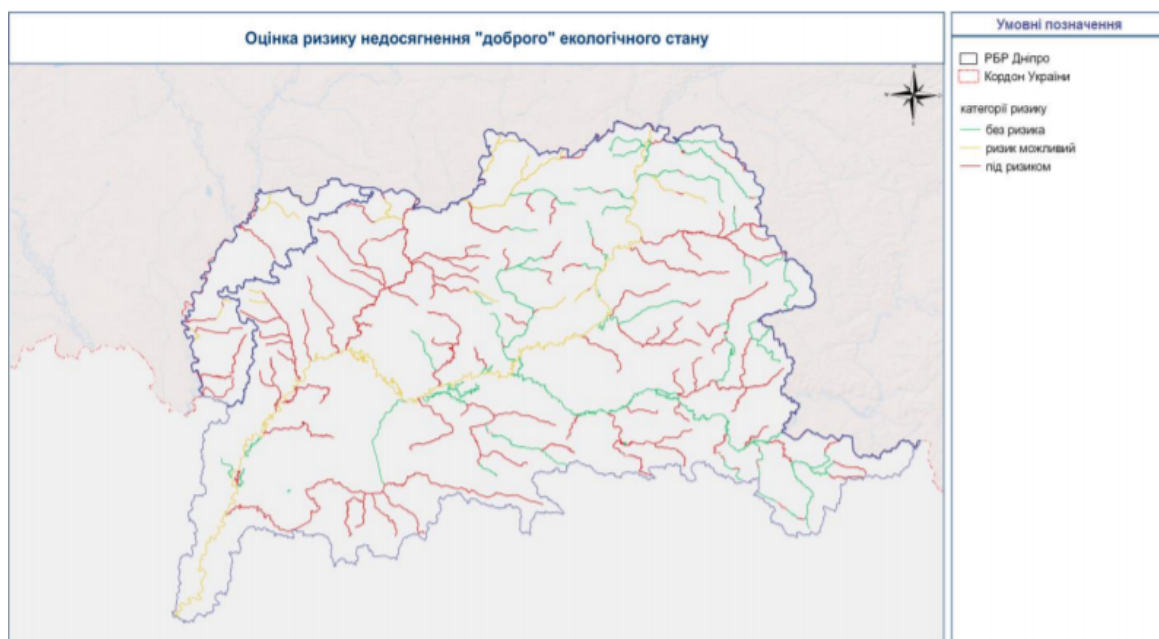 Оцінка ризику недосягнення "доброго" екологічного стану
Умовні позначення
РБР Дніпро
Кордон України
категорії ризику
без ризика
ризик можливий
під ризиком